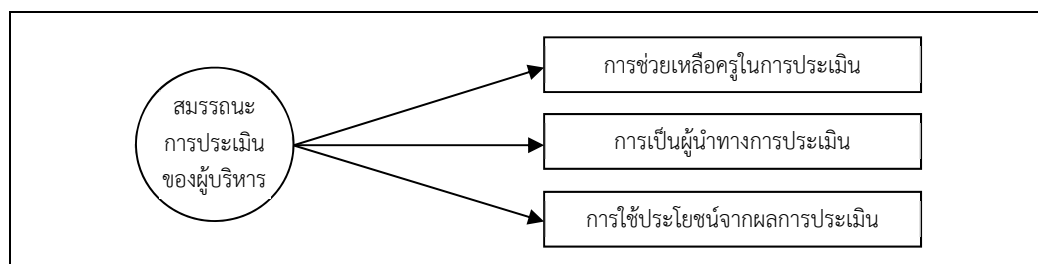 สมรรถนะ
การประเมิน
ของผู้บริหาร
การช่วยเหลือครูในการประเมิน
การเป็นผู้นำทางการประเมิน
การใช้ประโยชน์จากผลการประเมิน